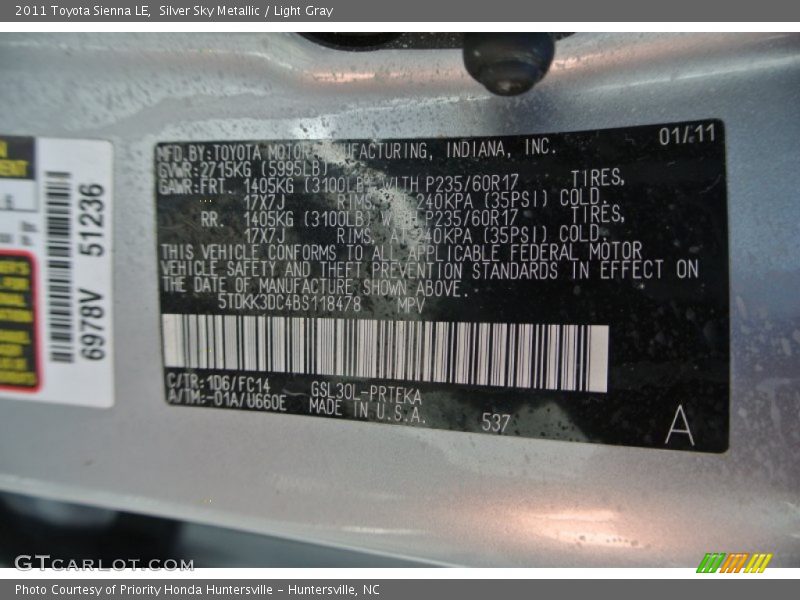 2011 Toyota Sienna LE, Silver Sky Metallic / Light Gray
6978V 51236
MFD. BY: TOYOTA MOTOR MANUFACTURING, INDIANA, INC. 01/11
GVWR: 2715KG (5995LB)
GAWR: FRT. 1405KG (3100LB) WITH P235/60R17 TIRES,
17X7J RIMS, AT 240KPA (35PSI) COLD.
RR. 1405KG (3100LB) WITH P235/60R17 TIRES,
17X7J RIMS, AT 240KPA (35PSI) COLD.
THIS VEHICLE CONFORMS TO ALL APPLICABLE FEDERAL MOTOR
VEHICLE SAFETY AND THEFT PREVENTION STANDARDS IN EFFECT ON
THE DATE OF MANUFACTURE SHOWN ABOVE.
5TDKK3DC4BS118478 MPV
C/TR: 1D6/FC14 GSL30L-PRTEKA
A/TM: -01A/U660E MADE IN U.S.A. 537 A
GTCARLOT.COM
Photo Courtesy of Priority Honda Huntersville - Huntersville, NC